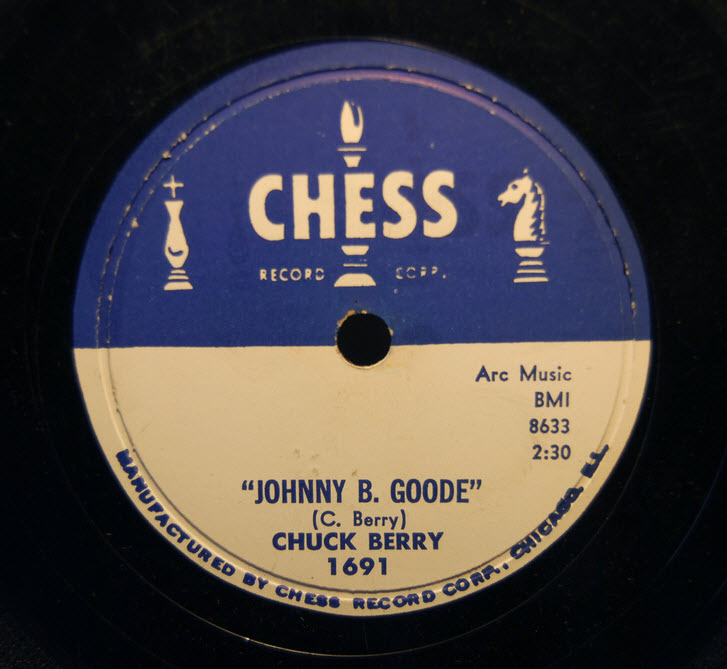 CHESS
RECORD CORP.
Arc Music
BMI
8633
2:30
"JOHNNY B. GOODE"
(C. Berry)
CHUCK BERRY
1691
MANUFACTURED BY CHESS RECORD CORP., CHICAGO, ILL.